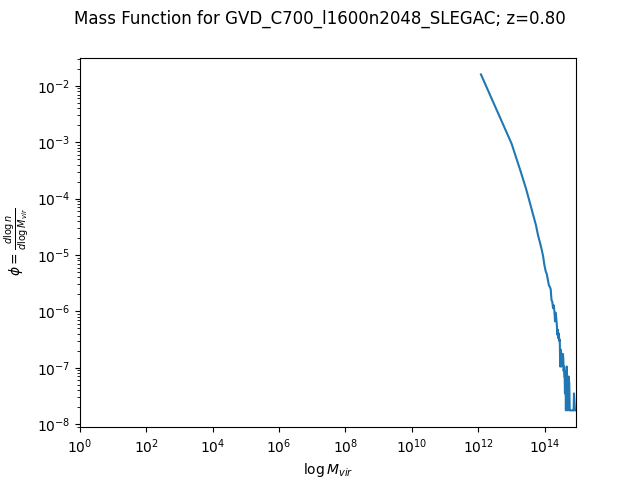 Mass Function for GVD_C700_l1600n2048_SLEGAC; z=0.80
ϕ = d log n / d log M_vir
10^-2
10^-3
10^-4
10^-5
10^-6
10^-7
10^-8
10^0 10^2 10^4 10^6 10^8 10^10 10^12 10^14
log M_vir